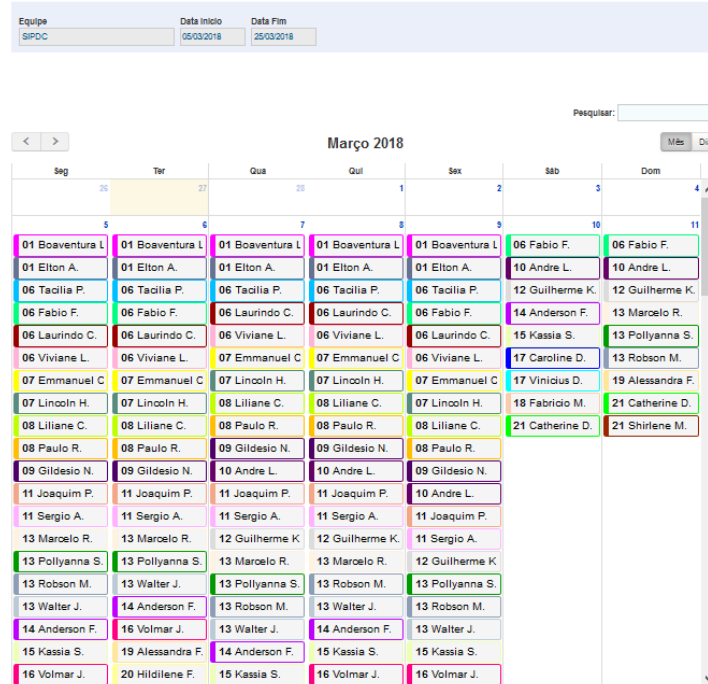 Equipe Data Início Data Fim
SIPDC 05/03/2018 25/03/2018
Pesquisar:
< > Março 2018 Mês Di
Seg Ter Qua Qui Sex Sáb Dom
26 27 28 1 2 3 4
5 6 7 8 9 10 11
01 Boaventura L 01 Boaventura L 01 Boaventura L 01 Boaventura L 01 Boaventura L 06 Fabio F. 06 Fabio F.
01 Elton A. 01 Elton A. 01 Elton A. 01 Elton A. 01 Elton A. 10 Andre L. 10 Andre L.
06 Tacilia P. 06 Tacilia P. 06 Tacilia P. 06 Tacilia P. 06 Tacilia P. 12 Guilherme K. 12 Guilherme K.
06 Fabio F. 06 Fabio F. 06 Laurindo C. 06 Laurindo C. 06 Fabio F. 14 Anderson F. 13 Marcelo R.
06 Laurindo C. 06 Laurindo C. 06 Viviane L. 06 Viviane L. 06 Laurindo C. 15 Kassia S. 13 Pollyanna S.
06 Viviane L. 06 Viviane L. 07 Emmanuel C 07 Emmanuel C 06 Viviane L. 17 Caroline D. 13 Robson M.
07 Emmanuel C 07 Emmanuel C 07 Lincoln H. 07 Lincoln H. 07 Emmanuel C 17 Vinicius D. 19 Alessandra F.
07 Lincoln H. 07 Lincoln H. 08 Liliane C. 08 Liliane C. 07 Lincoln H. 18 Fabricio M. 21 Catherine D.
08 Liliane C. 08 Liliane C. 08 Paulo R. 08 Paulo R. 08 Liliane C. 21 Catherine D. 21 Shirlene M.
08 Paulo R. 08 Paulo R. 09 Gildesio N. 09 Gildesio N. 08 Paulo R.
09 Gildesio N. 09 Gildesio N. 10 Andre L. 10 Andre L. 09 Gildesio N.
11 Joaquim P. 11 Joaquim P. 11 Joaquim P. 11 Joaquim P. 10 Andre L.
11 Sergio A. 11 Sergio A. 11 Sergio A. 11 Sergio A. 11 Joaquim P.
13 Marcelo R. 13 Marcelo R. 12 Guilherme K 12 Guilherme K. 11 Sergio A.
13 Pollyanna S. 13 Pollyanna S. 13 Marcelo R. 13 Marcelo R. 12 Guilherme K
13 Robson M. 13 Walter J. 13 Pollyanna S. 13 Robson M. 13 Pollyanna S.
13 Walter J. 14 Anderson F. 13 Robson M. 13 Walter J. 13 Robson M.
14 Anderson F. 16 Volmar J. 13 Walter J. 14 Anderson F. 13 Walter J.
15 Kassia S. 19 Alessandra F. 14 Anderson F. 15 Kassia S. 15 Kassia S.
16 Volmar J. 20 Hildilene F. 15 Kassia S. 16 Volmar J. 16 Volmar J.